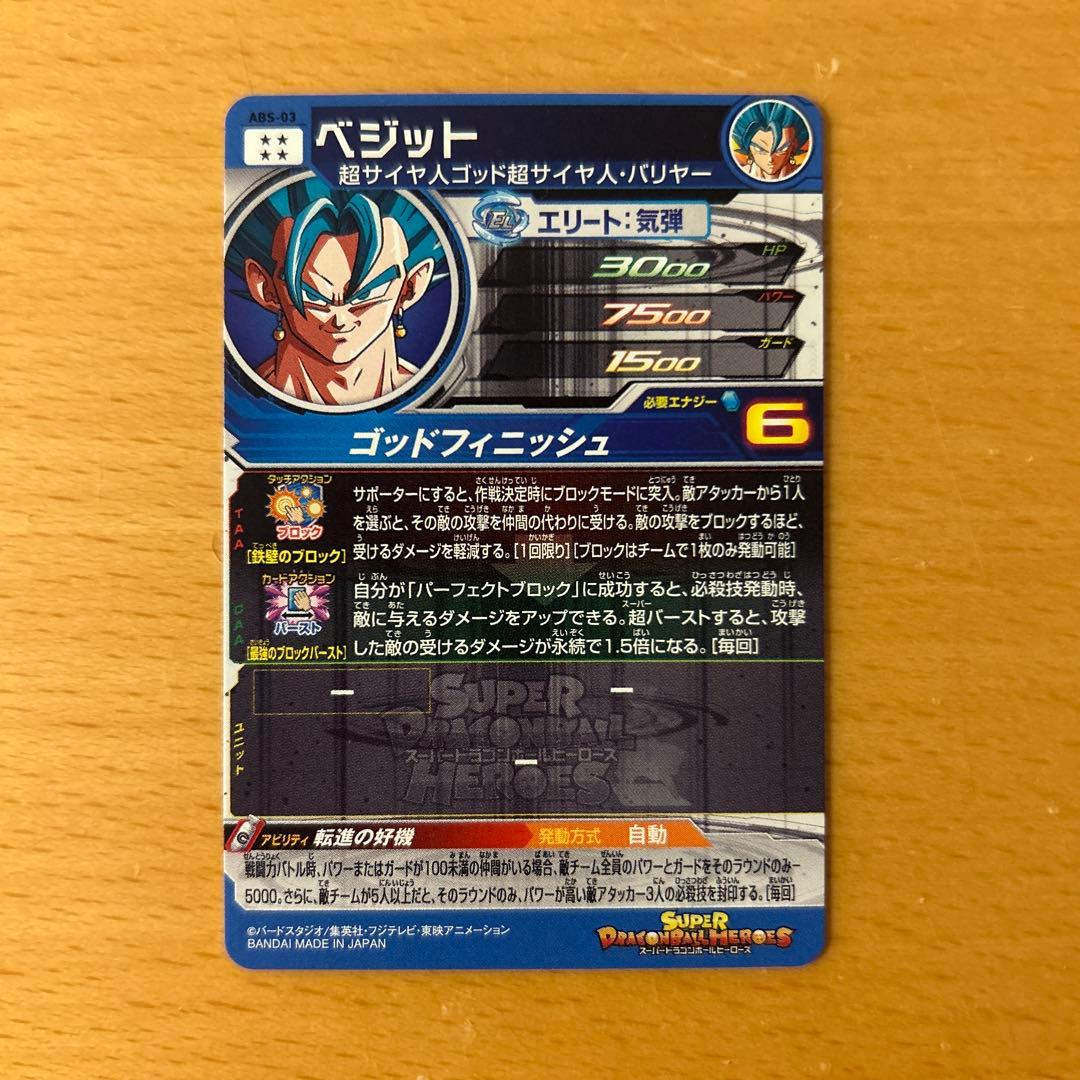 ABS-03
ベジット
超サイヤ人ゴッド超サイヤ人・バリヤー
エリート:気弾
HP
3000
パワー
7500
ガード
1500
必要エナジー
6
ゴッドフィニッシュ
TAA
タッチアクション
ブロック
[鉄壁のブロック]
サポーターにすると、作戦決定時にブロックモードに突入。敵アタッカーから1人
を選ぶと、その敵の攻撃を仲間の代わりに受ける。敵の攻撃をブロックするほど、
受けるダメージを軽減する。[1回限り][ブロックはチームで1枚のみ発動可能]
CAA
カードアクション
バースト
[最強のブロックバースト]
自分が「パーフェクトブロック」に成功すると、必殺技発動時、
敵に与えるダメージをアップできる。超バーストすると、攻撃
した敵の受けるダメージが永続で1.5倍になる。[毎回]
ユニット
ー
ー
ー
SUPER
DRAGONBALL
スーパードラゴンボールヒーローズ
HEROES
アビリティ 転進の好機
発動方式 自動
戦闘力バトル時、パワーまたはガードが100未満の仲間がいる場合、敵チーム全員のパワーとガードをそのラウンドのみー
5000。さらに、敵チームが5人以上だと、そのラウンドのみ、パワーが高い敵アタッカー3人の必殺技を封印する。[毎回]
©バードスタジオ/集英社・フジテレビ・東映アニメーション
BANDAI MADE IN JAPAN
SUPER
DRAGONBALL HEROES
スーパードラゴンボールヒーローズ